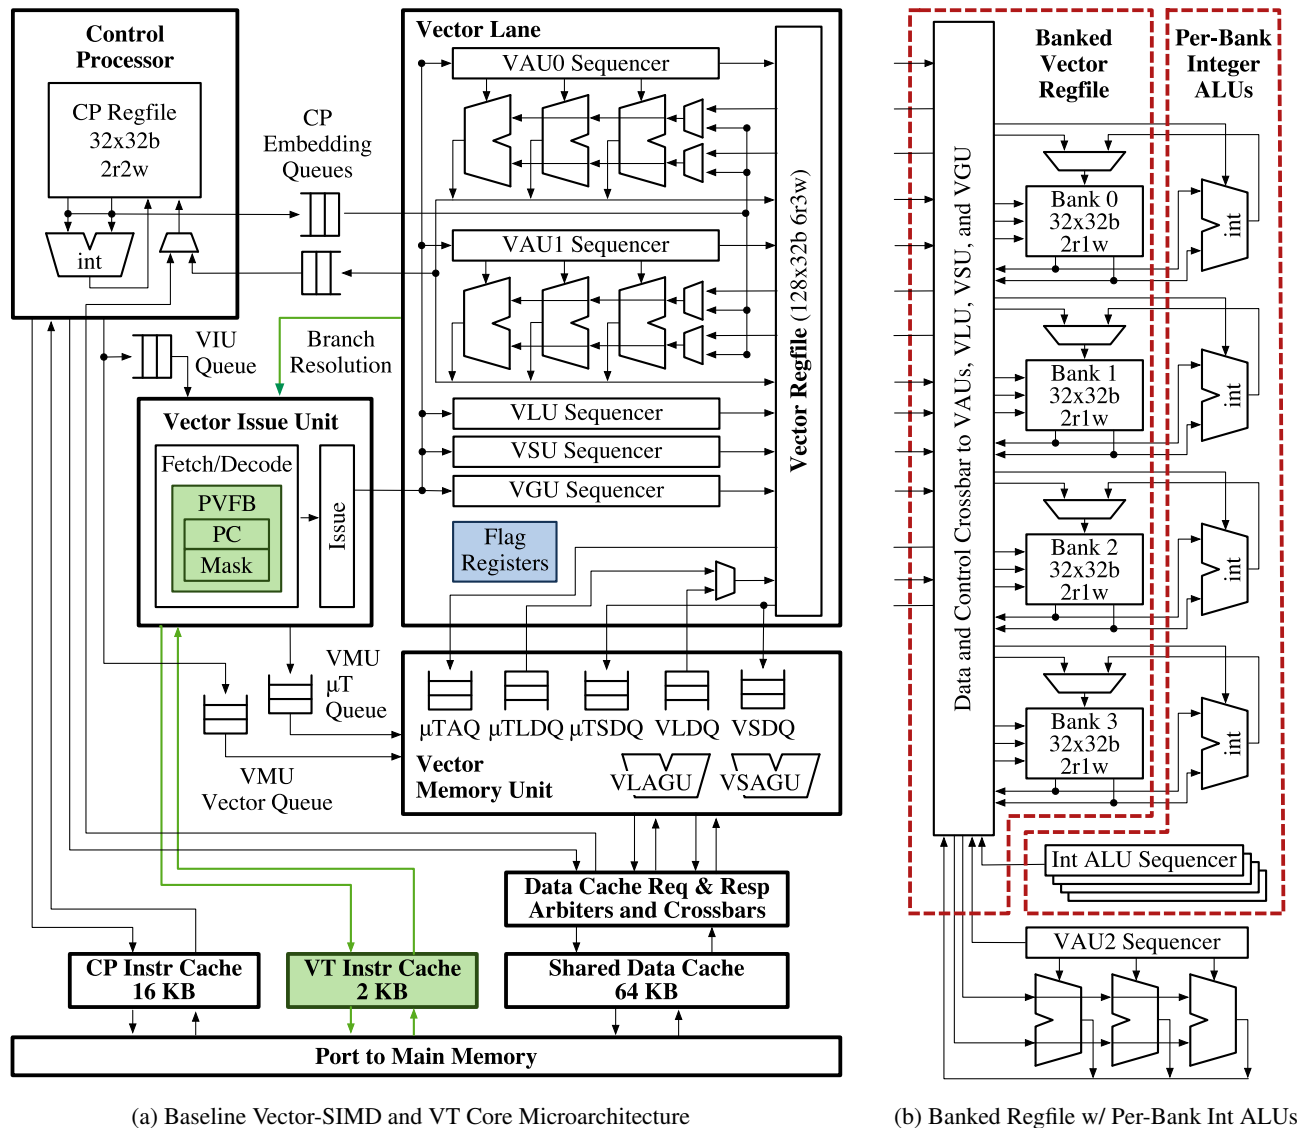 Control
Processor
CP Regfile
32x32b
2r2w
int
CP
Embedding
Queues
VIU
Queue
Branch
Resolution
Vector Lane
VAU0 Sequencer
VAU1 Sequencer
VLU Sequencer
VSU Sequencer
VGU Sequencer
Flag
Registers
Vector Regfile (128x32b 6r3w)
Vector Issue Unit
Fetch/Decode
PVFB
PC
Mask
Issue
VMU
μT
Queue
VMU
Vector Queue
μTAQ
μTLDQ
μTSDQ
VLDQ
VSDQ
Vector
Memory Unit
VLAGU
VSAGU
Data Cache Req & Resp
Arbiters and Crossbars
CP Instr Cache
16 KB
VT Instr Cache
2 KB
Shared Data Cache
64 KB
Port to Main Memory
(a) Baseline Vector-SIMD and VT Core Microarchitecture
Data and Control Crossbar to VAUs, VLU, VSU, and VGU
Banked
Vector
Regfile
Per-Bank
Integer
ALUs
Bank 0
32x32b
2r1w
int
Bank 1
32x32b
2r1w
int
Bank 2
32x32b
2r1w
int
Bank 3
32x32b
2r1w
int
Int ALU Sequencer
VAU2 Sequencer
(b) Banked Regfile w/ Per-Bank Int ALUs